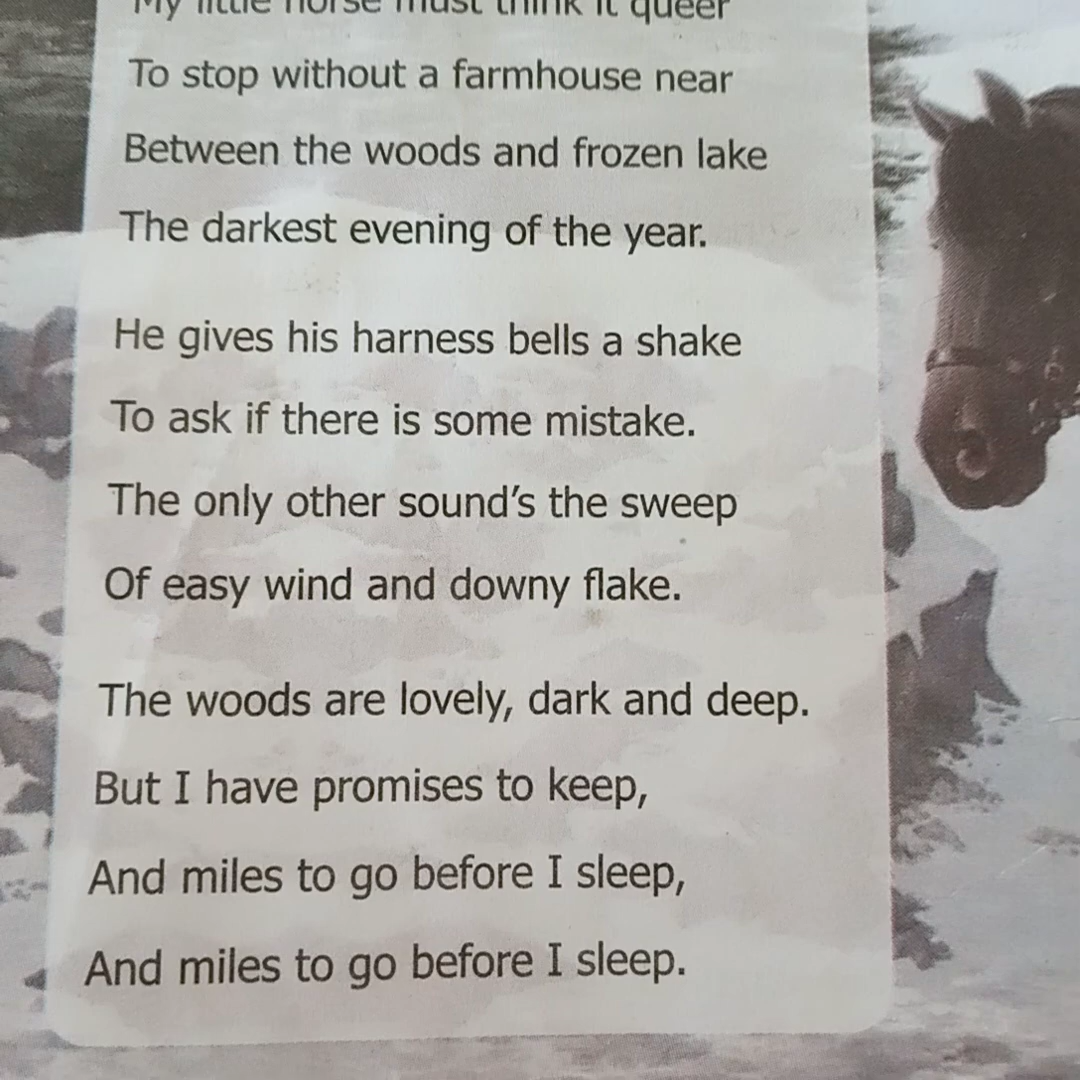 My little horse must think it queer
To stop without a farmhouse near
Between the woods and frozen lake
The darkest evening of the year.
He gives his harness bells a shake
To ask if there is some mistake.
The only other sound’s the sweep
Of easy wind and downy flake.
The woods are lovely, dark and deep.
But I have promises to keep,
And miles to go before I sleep,
And miles to go before I sleep.